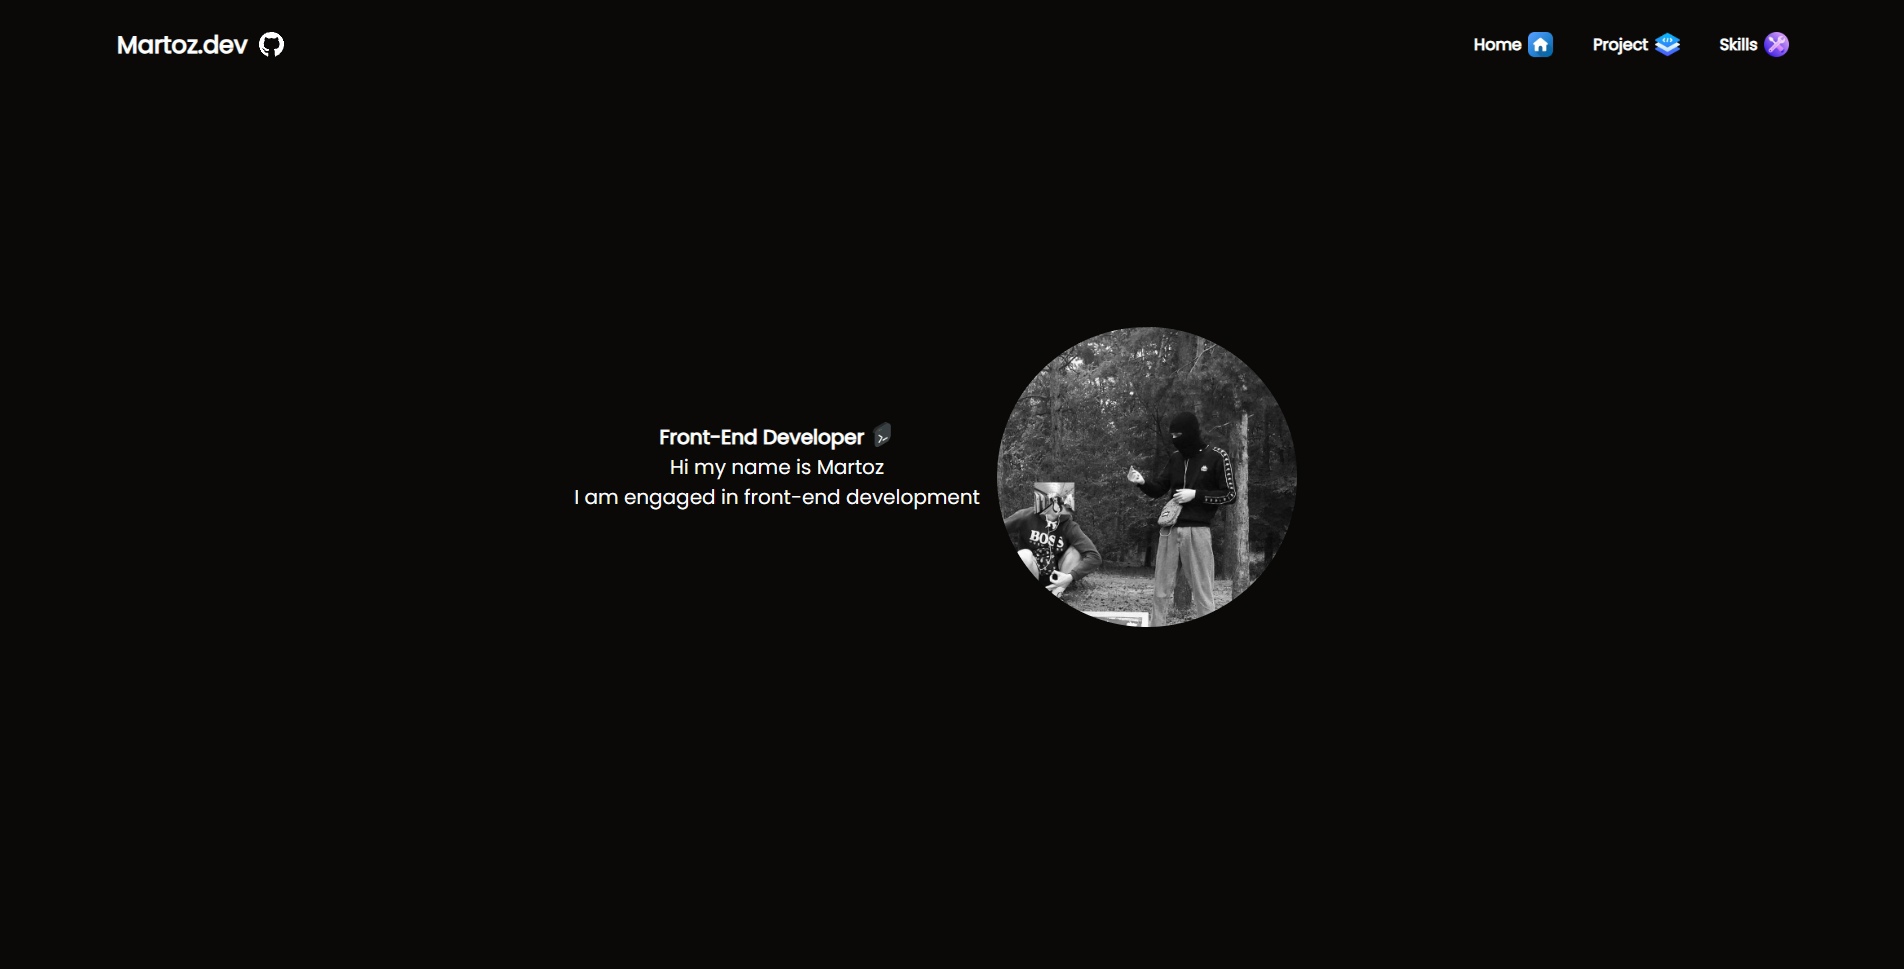 Martoz.dev
Home
Project
Skills
Front-End Developer
Hi my name is Martoz
I am engaged in front-end development
BOSS